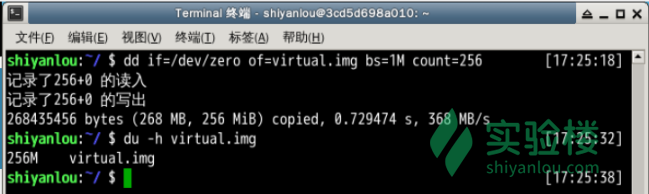 Terminal 终端 - shiyanlou@3cd5d698a010: ~
文件(F) 编辑(E) 视图(V) 终端(T) 标签(A) 帮助(H)
shiyanlou:~/ $ dd if=/dev/zero of=virtual.img bs=1M count=256 [17:25:18]
记录了256+0 的读入
记录了256+0 的写出
268435456 bytes (268 MB, 256 MiB) copied, 0.729474 s, 368 MB/s
shiyanlou:~/ $ du -h virtual.img [17:25:32]
256M virtual.img
shiyanlou:~/ $ [17:25:38]
实验楼
shiyanlou.com